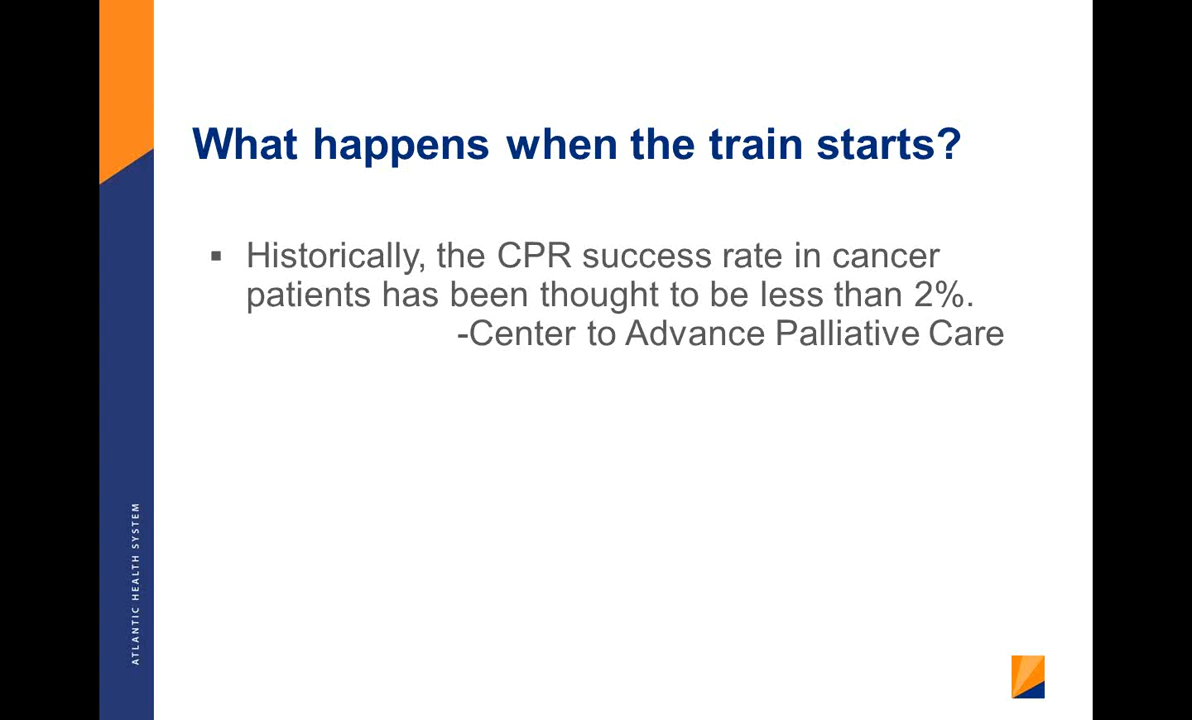 What happens when the train starts?
▪ Historically, the CPR success rate in cancer
patients has been thought to be less than 2%.
-Center to Advance Palliative Care
ATLANTIC HEALTH SYSTEM